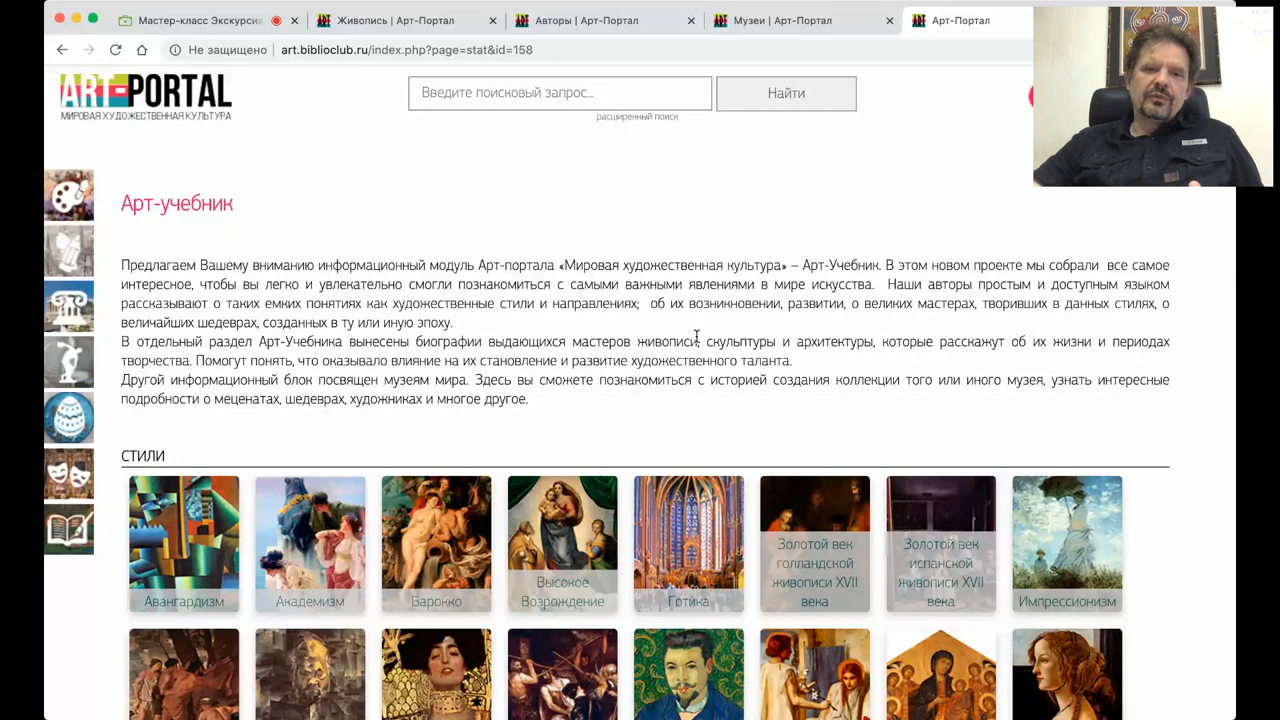 Мастер-класс Экскурсия
Живопись | Арт-Портал
Авторы | Арт-Портал
Музеи | Арт-Портал
Арт-Портал
Не защищено
art.biblioclub.ru/index.php?page=stat&id=158
ART-PORTAL
МИРОВАЯ ХУДОЖЕСТВЕННАЯ КУЛЬТУРА
Введите поисковый запрос...
Найти
расширенный поиск
Арт-учебник
Предлагаем Вашему вниманию информационный модуль Арт-портала «Мировая художественная культура» – Арт-Учебник. В этом новом проекте мы собрали все самое
интересное, чтобы вы легко и увлекательно смогли познакомиться с самыми важными явлениями в мире искусства. Наши авторы простым и доступным языком
рассказывают о таких емких понятиях как художественные стили и направления; об их возникновении, развитии, о великих мастерах, творивших в данных стилях, о
величайших шедеврах, созданных в ту или иную эпоху.
В отдельный раздел Арт-Учебника вынесены биографии выдающихся мастеров живописи, скульптуры и архитектуры, которые расскажут об их жизни и периодах
творчества. Помогут понять, что оказывало влияние на их становление и развитие художественного таланта.
Другой информационный блок посвящен музеям мира. Здесь вы сможете познакомиться с историей создания коллекции того или иного музея, узнать интересные
подробности о меценатах, шедеврах, художниках и многое другое.
СТИЛИ
Авангардизм
Академизм
Барокко
Высокое
Возрождение
Готика
Золотой век
голландской
живописи XVII
века
Золотой век
испанской
живописи XVII
века
Импрессионизм